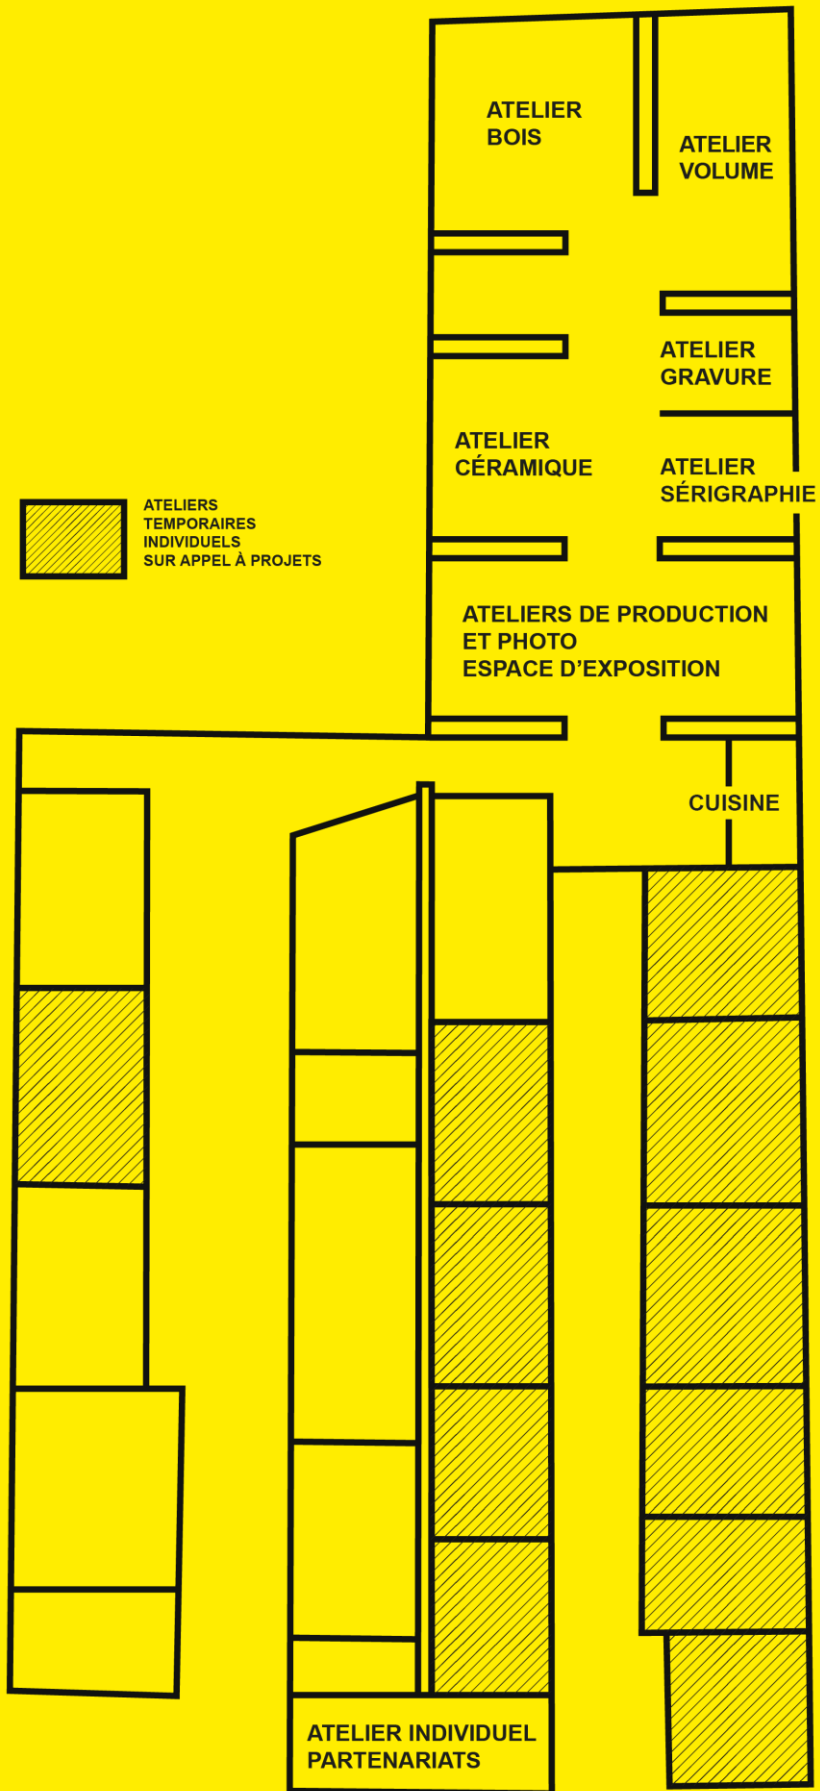 ATELIER
BOIS
ATELIER
VOLUME
ATELIER
GRAVURE
ATELIER
CÉRAMIQUE
ATELIER
SÉRIGRAPHIE
ATELIERS
TEMPORAIRES
INDIVIDUELS
SUR APPEL À PROJETS
ATELIERS DE PRODUCTION
ET PHOTO
ESPACE D'EXPOSITION
CUISINE
ATELIER INDIVIDUEL
PARTENARIATS